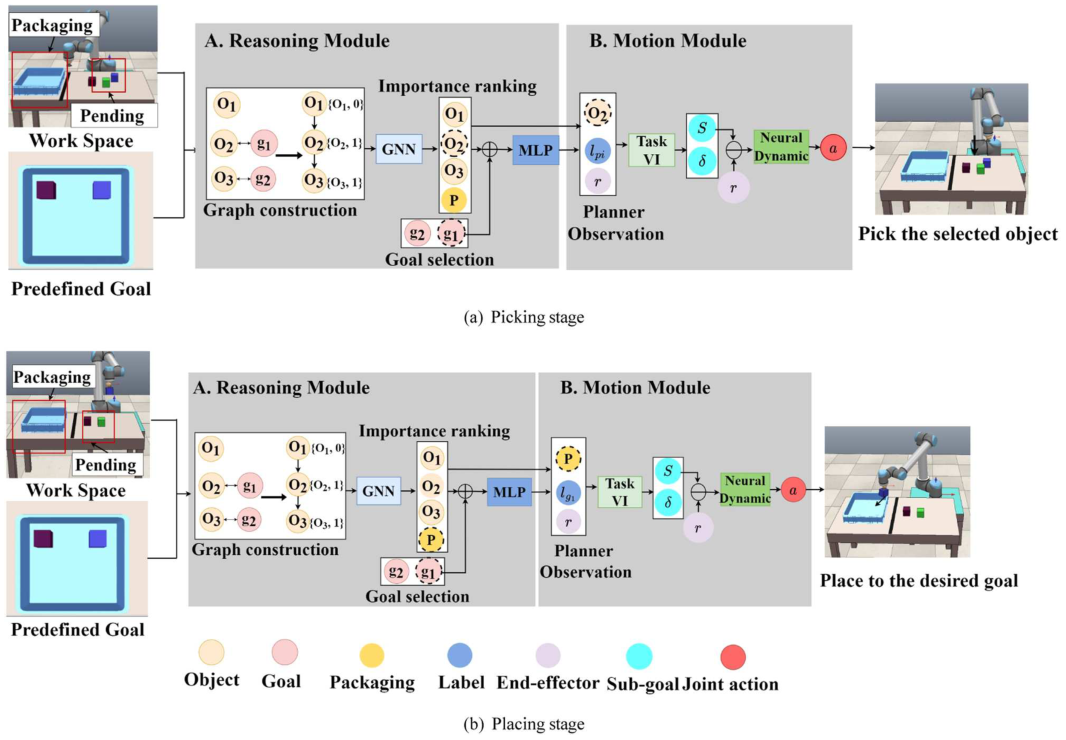 Packaging
Pending
Work Space
Predefined Goal
A. Reasoning Module
B. Motion Module
Importance ranking
O1
O1 {O1, 0}
O2 g1
O2 {O2, 1}
O3 g2
O3 {O3, 1}
Graph construction
GNN
O1
O2
O3
P
g2 g1
Goal selection
MLP
O2
lpi
r
Planner
Observation
Task
VI
S
δ
r
Neural
Dynamic
a
Pick the selected object
(a) Picking stage
Packaging
Pending
Work Space
Predefined Goal
A. Reasoning Module
B. Motion Module
Importance ranking
O1
O1 {O1, 0}
O2 g1
O2 {O2, 1}
O3 g2
O3 {O3, 1}
Graph construction
GNN
O1
O2
O3
P
g2 g1
Goal selection
MLP
P
lg1
r
Planner
Observation
Task
VI
S
δ
r
Neural
Dynamic
a
Place to the desired goal
Object
Goal
Packaging
Label
End-effector
Sub-goal
Joint action
(b) Placing stage